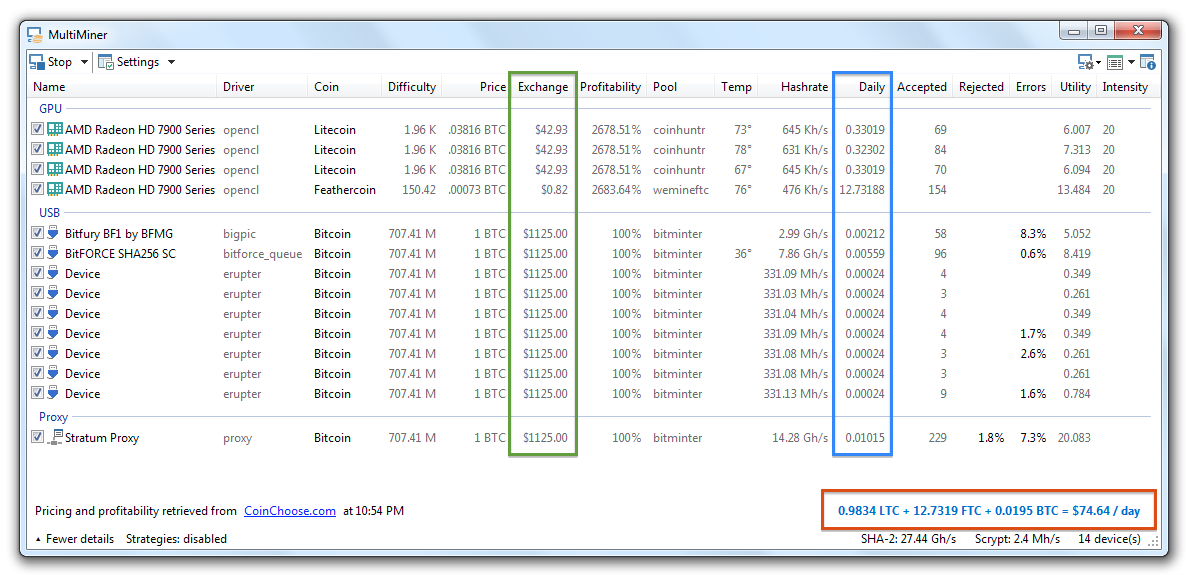 MultiMiner
Stop Settings
Name Driver Coin Difficulty Price Exchange Profitability Pool Temp Hashrate Daily Accepted Rejected Errors Utility Intensity
GPU
AMD Radeon HD 7900 Series opencl Litecoin 1.96 K .03816 BTC $42.93 2678.51% coinhuntr 73° 645 Kh/s 0.33019 69 6.007 20
AMD Radeon HD 7900 Series opencl Litecoin 1.96 K .03816 BTC $42.93 2678.51% coinhuntr 78° 631 Kh/s 0.32302 84 7.313 20
AMD Radeon HD 7900 Series opencl Litecoin 1.96 K .03816 BTC $42.93 2678.51% coinhuntr 67° 645 Kh/s 0.33019 70 6.094 20
AMD Radeon HD 7900 Series opencl Feathercoin 150.42 .00073 BTC $0.82 2683.64% wemineftc 76° 476 Kh/s 12.73188 154 13.484 20
USB
Bitfury BF1 by BFMG bigpic Bitcoin 707.41 M 1 BTC $1125.00 100% bitminter 2.99 Gh/s 0.00212 58 8.3% 5.052
BitFORCE SHA256 SC bitforce_queue Bitcoin 707.41 M 1 BTC $1125.00 100% bitminter 36° 7.86 Gh/s 0.00559 96 0.6% 8.419
Device erupter Bitcoin 707.41 M 1 BTC $1125.00 100% bitminter 331.09 Mh/s 0.00024 4 0.349
Device erupter Bitcoin 707.41 M 1 BTC $1125.00 100% bitminter 331.03 Mh/s 0.00024 3 0.261
Device erupter Bitcoin 707.41 M 1 BTC $1125.00 100% bitminter 331.04 Mh/s 0.00024 4 0.349
Device erupter Bitcoin 707.41 M 1 BTC $1125.00 100% bitminter 331.09 Mh/s 0.00024 4 1.7% 0.349
Device erupter Bitcoin 707.41 M 1 BTC $1125.00 100% bitminter 331.08 Mh/s 0.00024 3 2.6% 0.261
Device erupter Bitcoin 707.41 M 1 BTC $1125.00 100% bitminter 331.08 Mh/s 0.00024 3 0.261
Device erupter Bitcoin 707.41 M 1 BTC $1125.00 100% bitminter 331.13 Mh/s 0.00024 9 1.6% 0.784
Proxy
Stratum Proxy proxy Bitcoin 707.41 M 1 BTC $1125.00 100% bitminter 14.28 Gh/s 0.01015 229 1.8% 7.3% 20.083
Pricing and profitability retrieved from CoinChoose.com at 10:54 PM 0.9834 LTC + 12.7319 FTC + 0.0195 BTC = $74.64 / day
Fewer details Strategies: disabled SHA-2: 27.44 Gh/s Scrypt: 2.4 Mh/s 14 device(s)